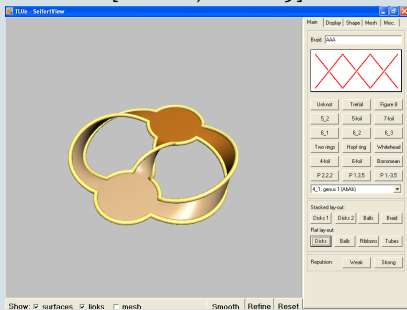 TU/e - SeifertView
Main Display Shape Mesh Misc.
Braid AAA
Unknot Trefoil Figure 8
5_2 5-foil 7-foil
6_1 6_2 6_3
Two rings Hopf ring Whitehead
4-foil 6-foil Borromean
P 2,2,2 P 1,3,5 P 1,-3,5
4_1, genus 1 (AbAb)
Stacked lay-out:
Disks 1 Disks 2 Balls Braid
Flat lay-out
Disks Balls Ribbons Tubes
Repulsion: Weak Strong
Show: surfaces links mesh Smooth Refine Reset